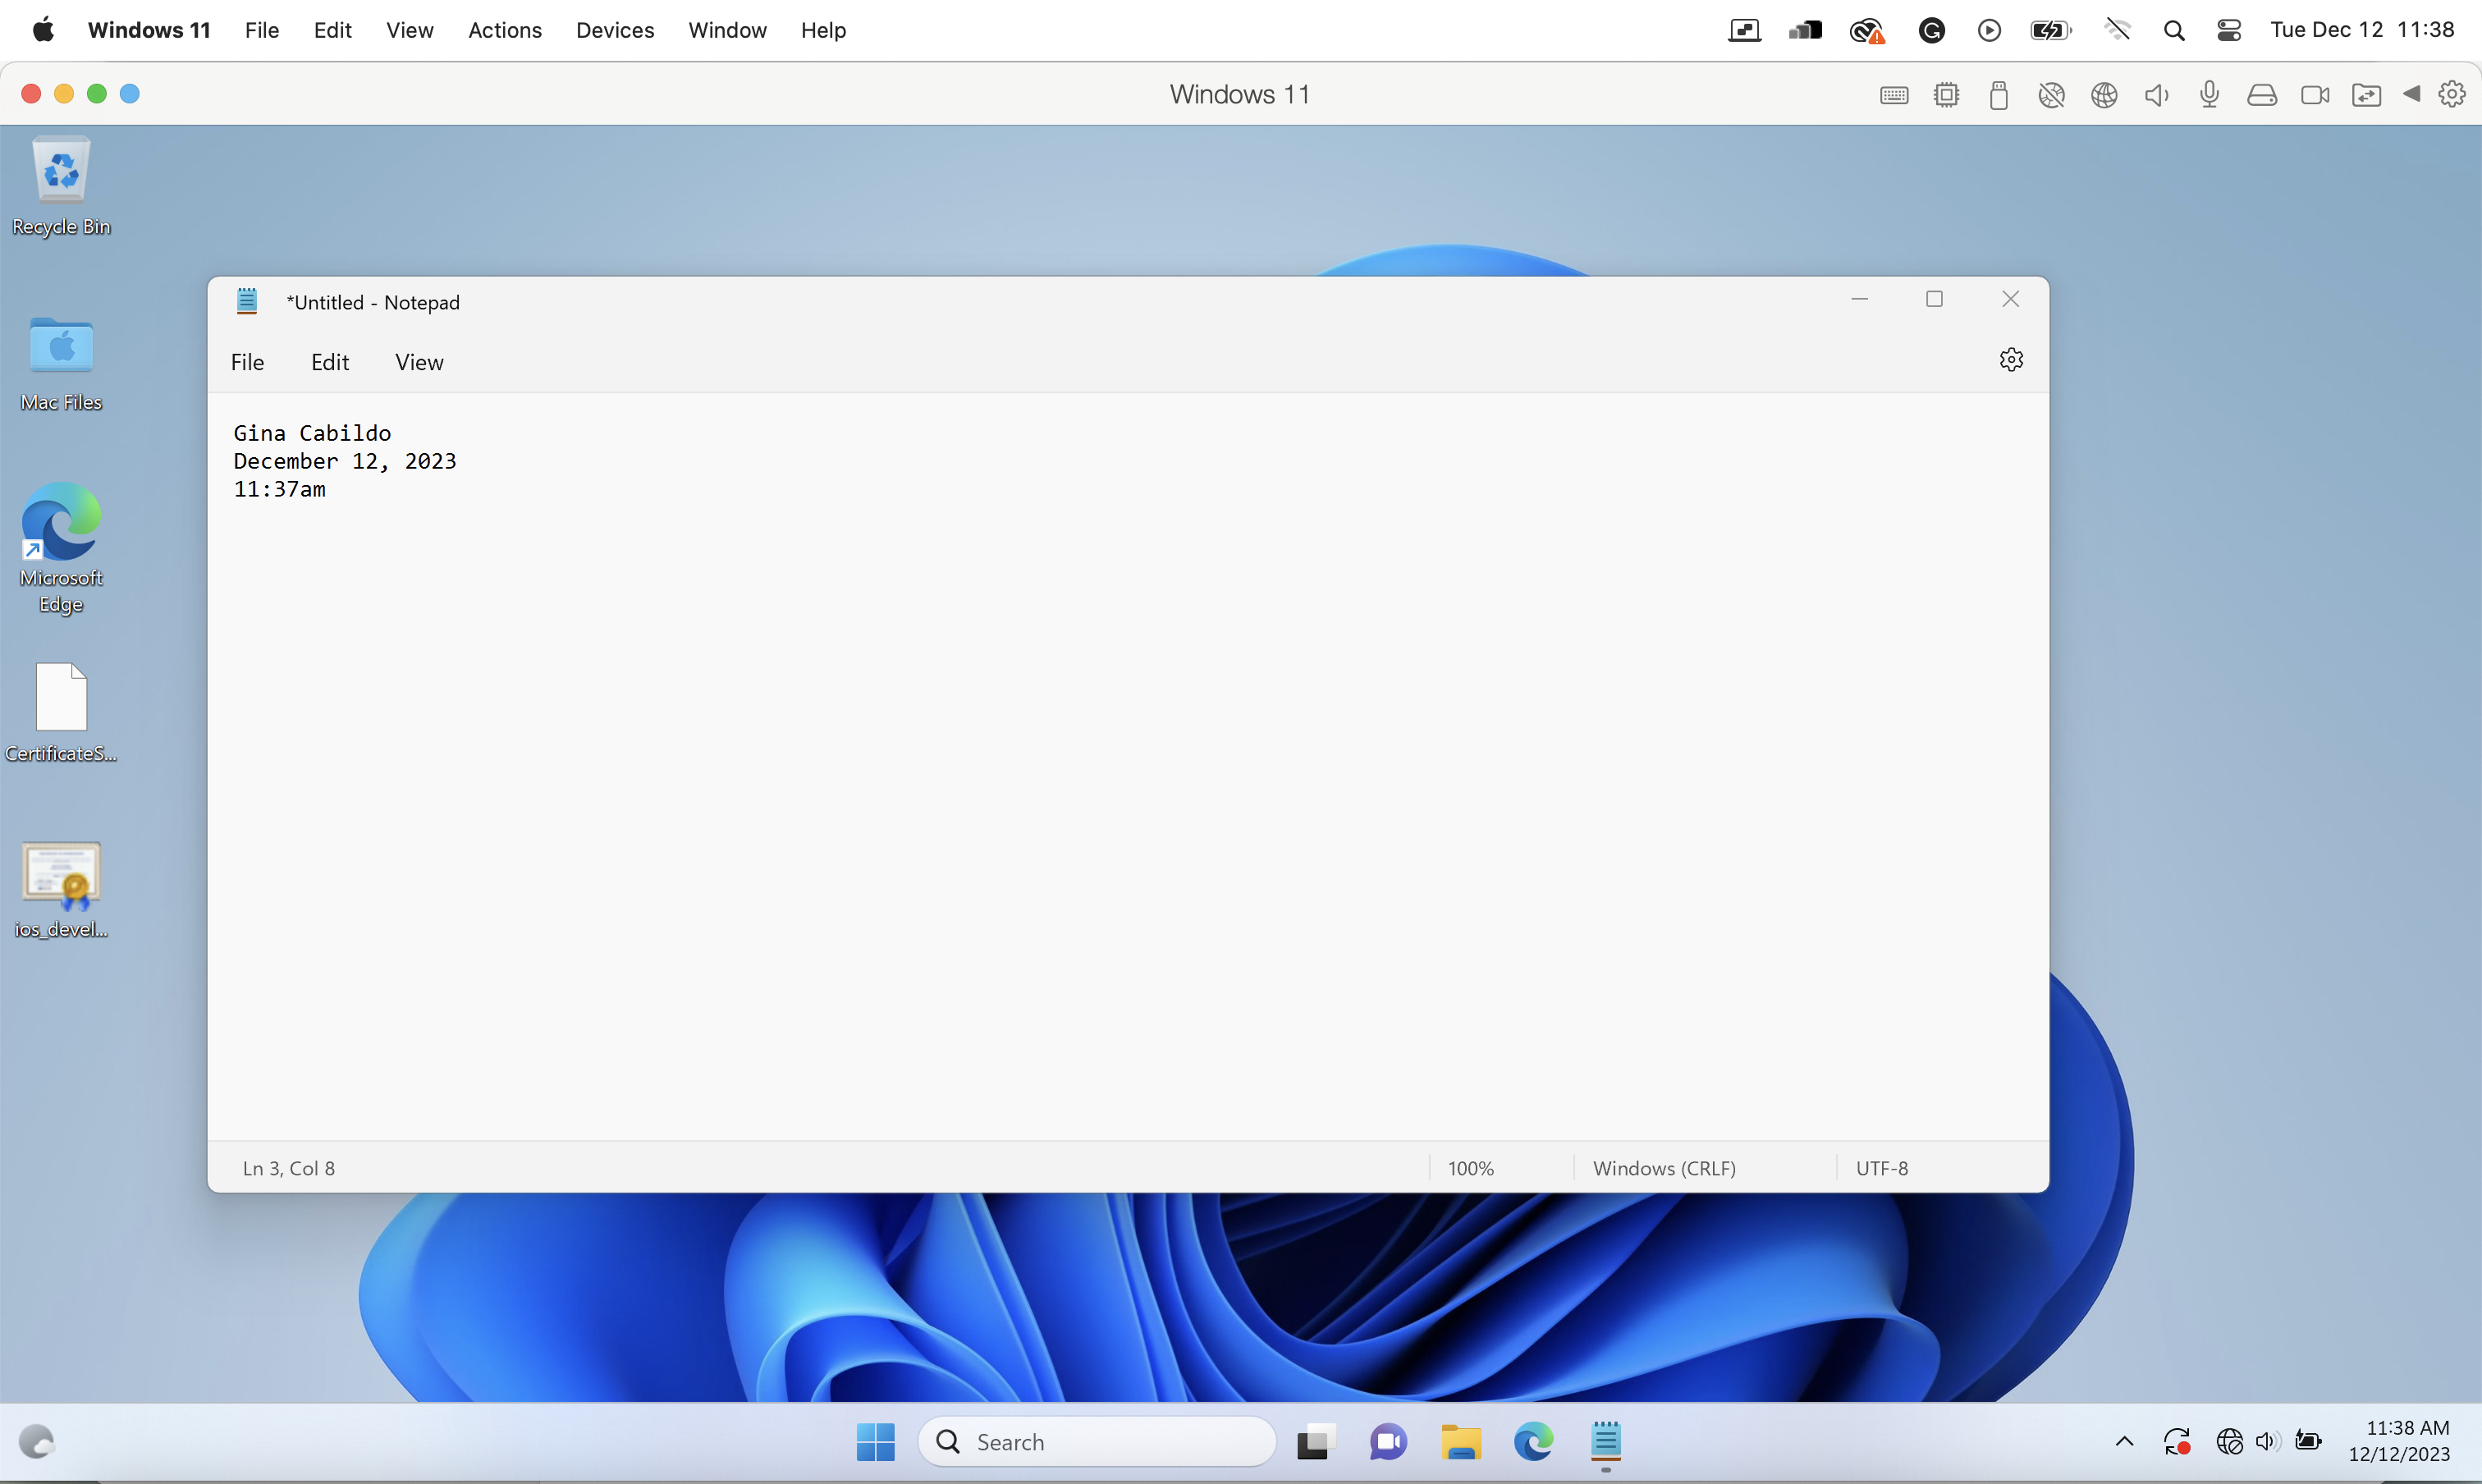 Windows 11 File Edit View Actions Devices Window Help Tue Dec 12 11:38
Windows 11
Recycle Bin
Mac Files
Microsoft
Edge
CertificateS...
ios_devel...
*Untitled - Notepad
File Edit View
Gina Cabildo
December 12, 2023
11:37am
Ln 3, Col 8 100% Windows (CRLF) UTF-8
Search
11:38 AM
12/12/2023